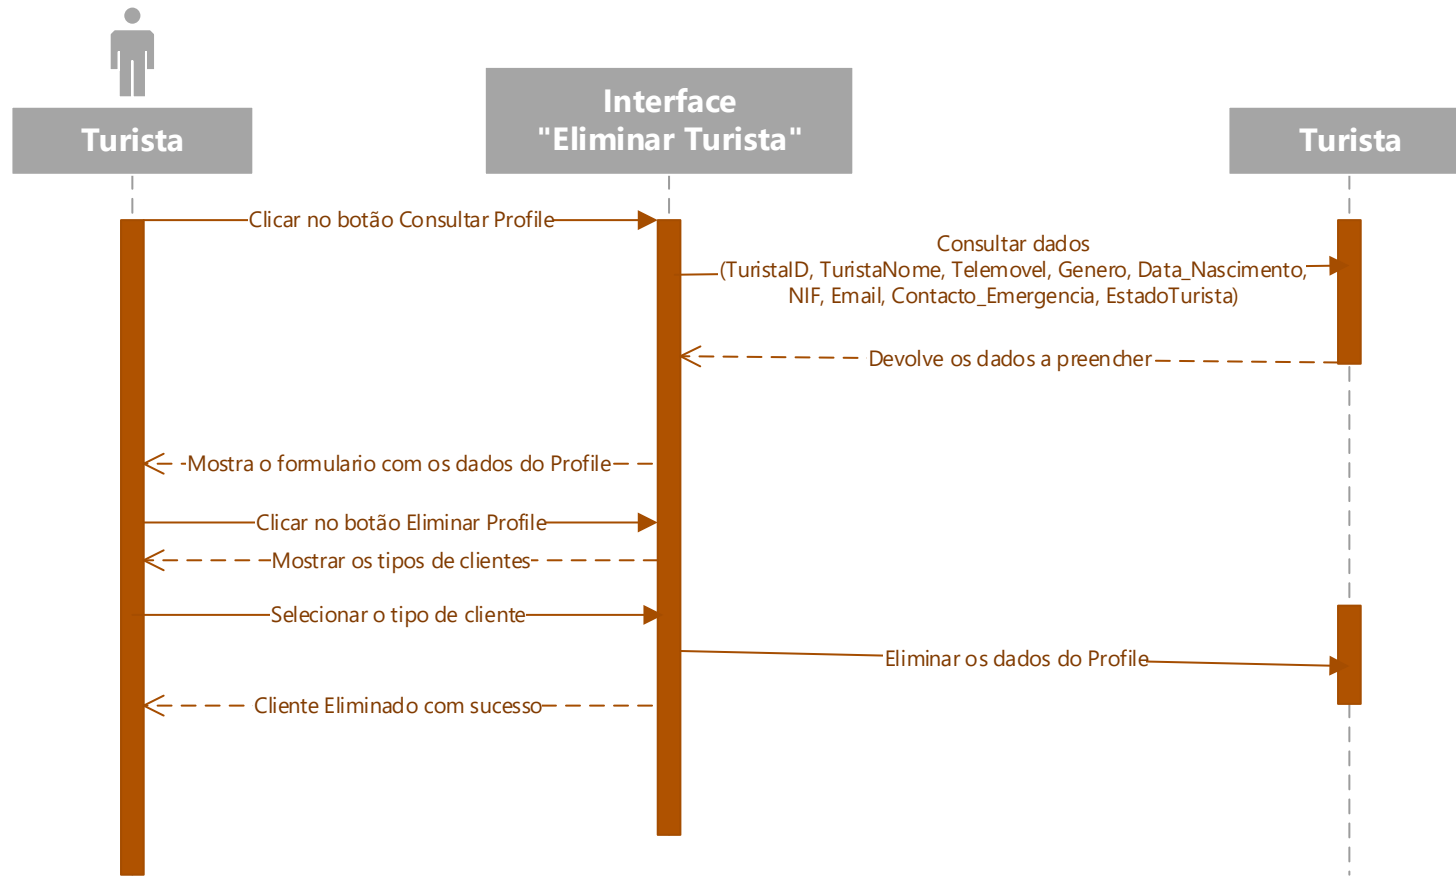 Turista
Interface
"Eliminar Turista"
Turista
Clicar no botão Consultar Profile
Consultar dados
(TuristaID, TuristaNome, Telemovel, Genero, Data_Nascimento,
NIF, Email, Contacto_Emergencia, EstadoTurista)
Devolve os dados a preencher
Mostra o formulario com os dados do Profile
Clicar no botão Eliminar Profile
Mostrar os tipos de clientes
Selecionar o tipo de cliente
Eliminar os dados do Profile
Cliente Eliminado com sucesso